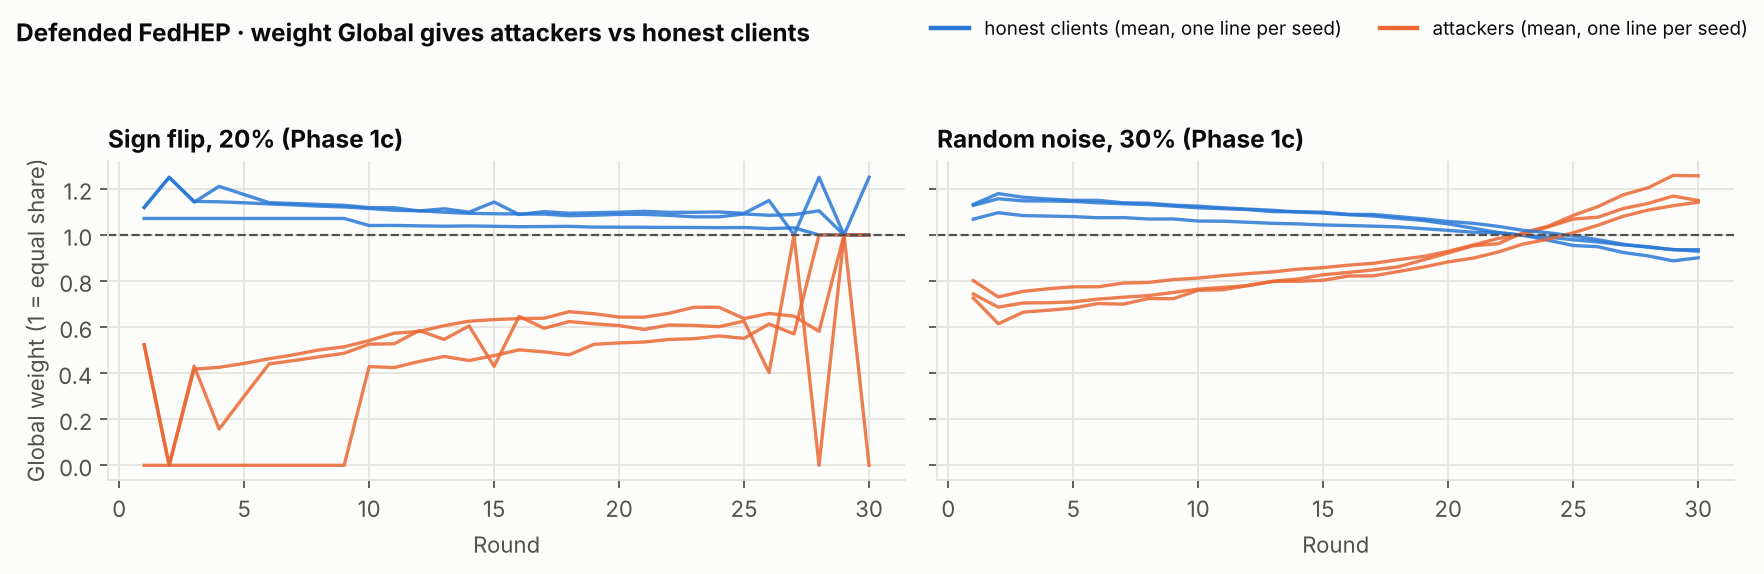 Defended FedHEP · weight Global gives attackers vs honest clients
honest clients (mean, one line per seed)
attackers (mean, one line per seed)
Sign flip, 20% (Phase 1c)
Random noise, 30% (Phase 1c)
Global weight (1 = equal share)
1.2
1.0
0.8
0.6
0.4
0.2
0.0
0 5 10 15 20 25 30
0 5 10 15 20 25 30
Round
Round